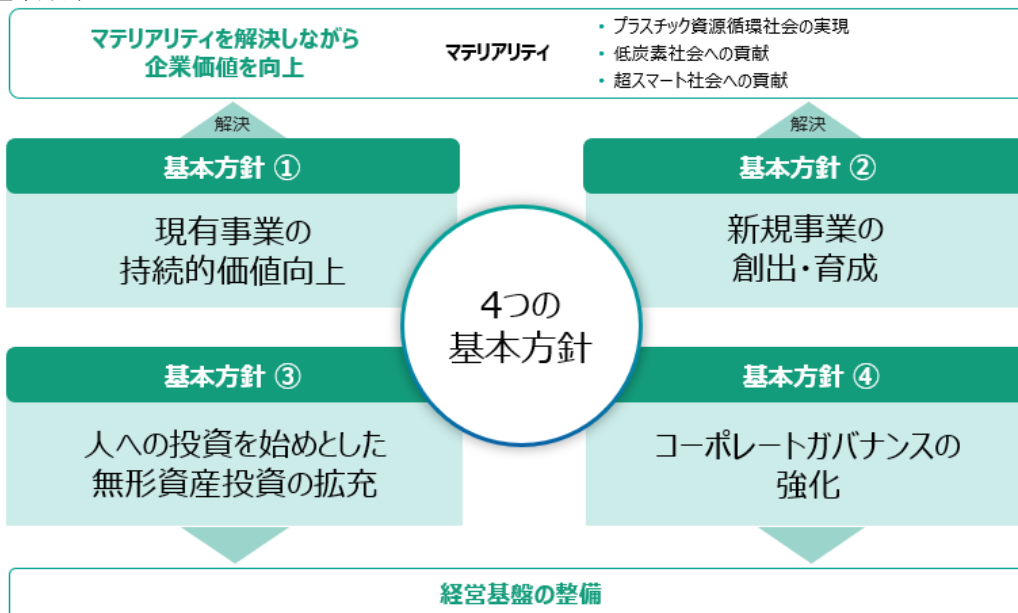 マテリアリティを解決しながら
企業価値を向上
マテリアリティ
・プラスチック資源循環社会の実現
・低炭素社会への貢献
・超スマート社会への貢献
解決
解決
基本方針 ①
現有事業の
持続的価値向上
基本方針 ②
新規事業の
創出・育成
4つの
基本方針
基本方針 ③
人への投資を始めとした
無形資産投資の拡充
基本方針 ④
コーポレートガバナンスの
強化
経営基盤の整備